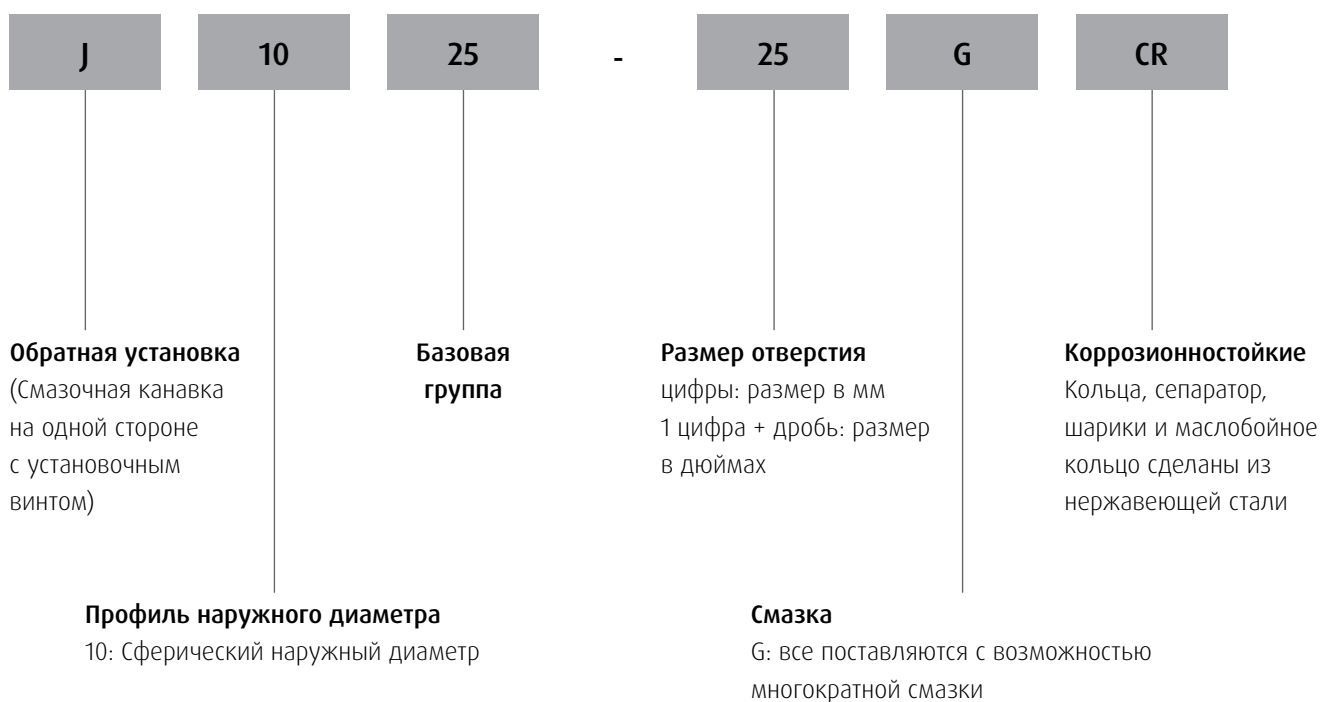 J 10 25 - 25 G CR
Обратная установка
(Смазочная канавка
на одной стороне
с установочным
винтом)
Базовая
группа
Размер отверстия
цифры: размер в мм
1 цифра + дробь: размер
в дюймах
Коррозионностойкие
Кольца, сепаратор,
шарики и маслобойное
кольцо сделаны из
нержавеющей стали
Профиль наружного диаметра
10: Сферический наружный диаметр
Смазка
G: все поставляются с возможностью
многократной смазки